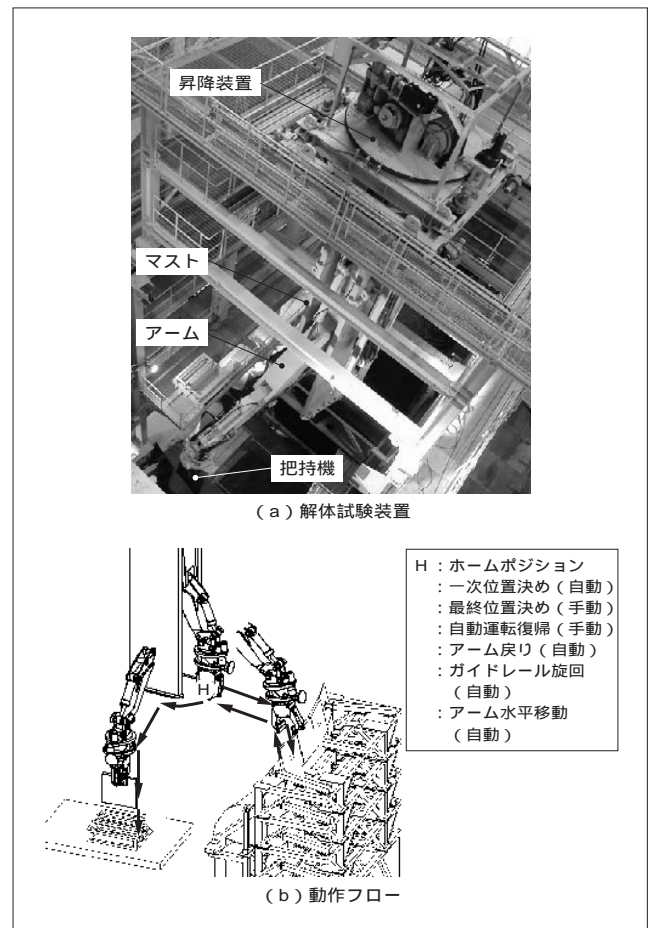 昇降装置
マスト
アーム
把持機
(a)解体試験装置
H:ホームポジション
:一次位置決め(自動)
:最終位置決め(手動)
:自動運転復帰(手動)
:アーム戻り(自動)
:ガイドレール旋回
(自動)
:アーム水平移動
(自動)
H
(b)動作フロー